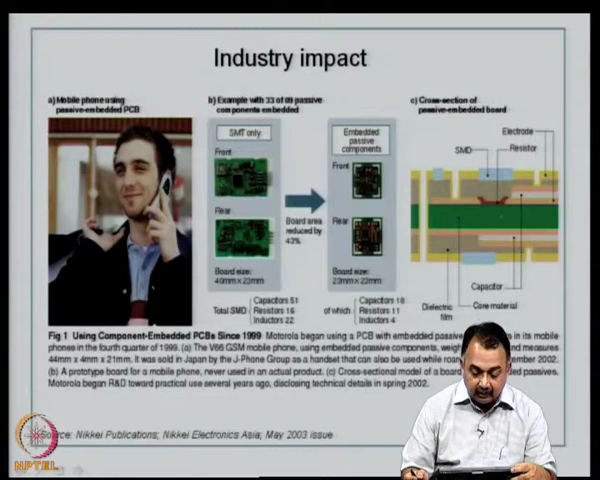 Industry impact
a) Mobile phone using
passive-embedded PCB
b) Example with 33 of 89 passive
components embedded
c) Cross-section of
passive-embedded board
SMT only
Front
Rear
Board size:
40mm x 23mm
Board area
reduced by
43%
Embedded
passive
components
Front
Rear
Board size:
23mm x 23mm
Total SMD
Capacitors 51
Resistors 16
Inductors 22
of which
Capacitors 18
Resistors 11
Inductors 4
Electrode
SMD
Resistor
Capacitor
Dielectric
film
Core material
Fig 1 Using Component-Embedded PCBs Since 1999 Motorola began using a PCB with embedded passive in its mobile
phones in the fourth quarter of 1999. (a) The V66 GSM mobile phone, using embedded passive components, and measures
44mm x 4mm x 21mm. It was sold in Japan by the J-Phone Group as a handset that can also be used while 2002.
(b) A prototype board for a mobile phone, never used in an actual product. (c) Cross-sectional model of a board passives.
Motorola began R&D toward practical use several years ago, disclosing technical details in spring 2002.
Source: Nikkei Publications; Nikkei Electronics Asia; May 2003 issue
NPTEL